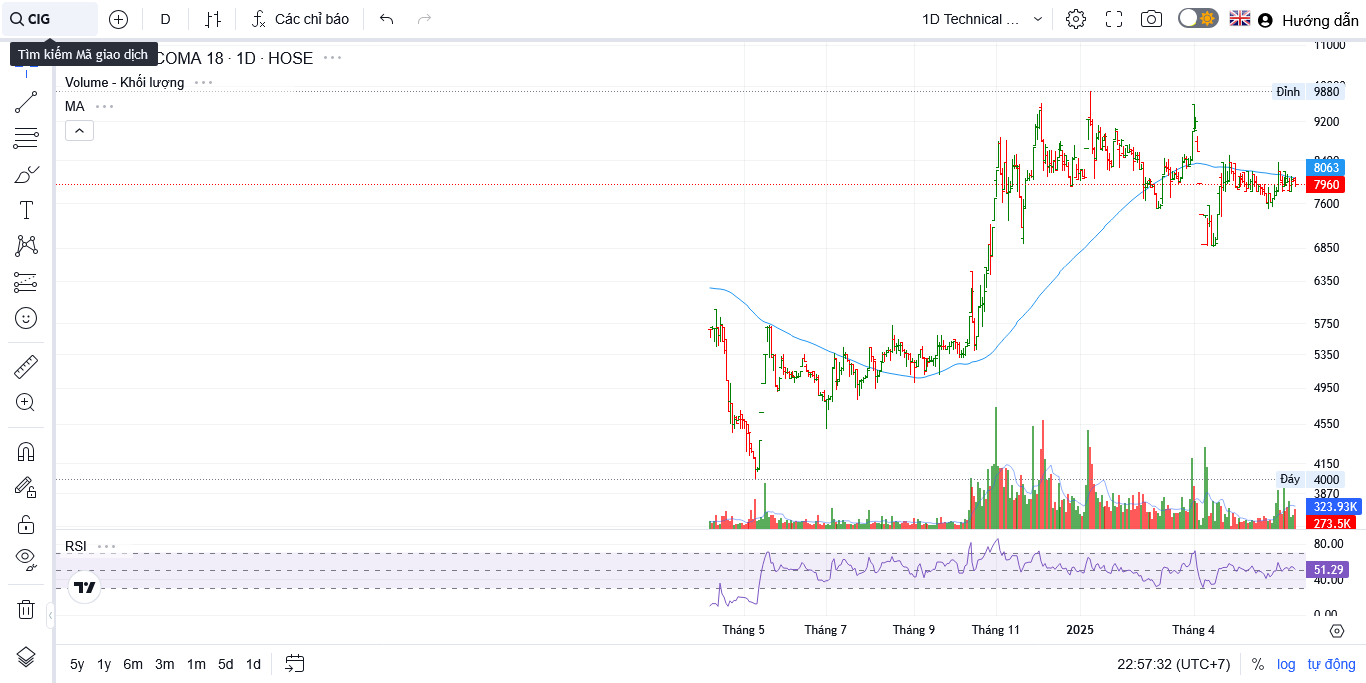 CIG
D
Các chỉ báo
1D Technical ...
Hướng dẫn
Tìm kiếm Mã giao dịch
COMA 18 · 1D · HOSE
Volume - Khối lượng
MA
11000
Đỉnh 9880
9200
8063
7960
7600
6850
6350
5750
5350
4950
4550
4150
Đáy 4000
3870
323.93K
273.5K
RSI
80.00
51.29
40.00
0.00
Tháng 5
Tháng 7
Tháng 9
Tháng 11
2025
Tháng 4
5y 1y 6m 3m 1m 5d 1d
22:57:32 (UTC+7)
% log tự động